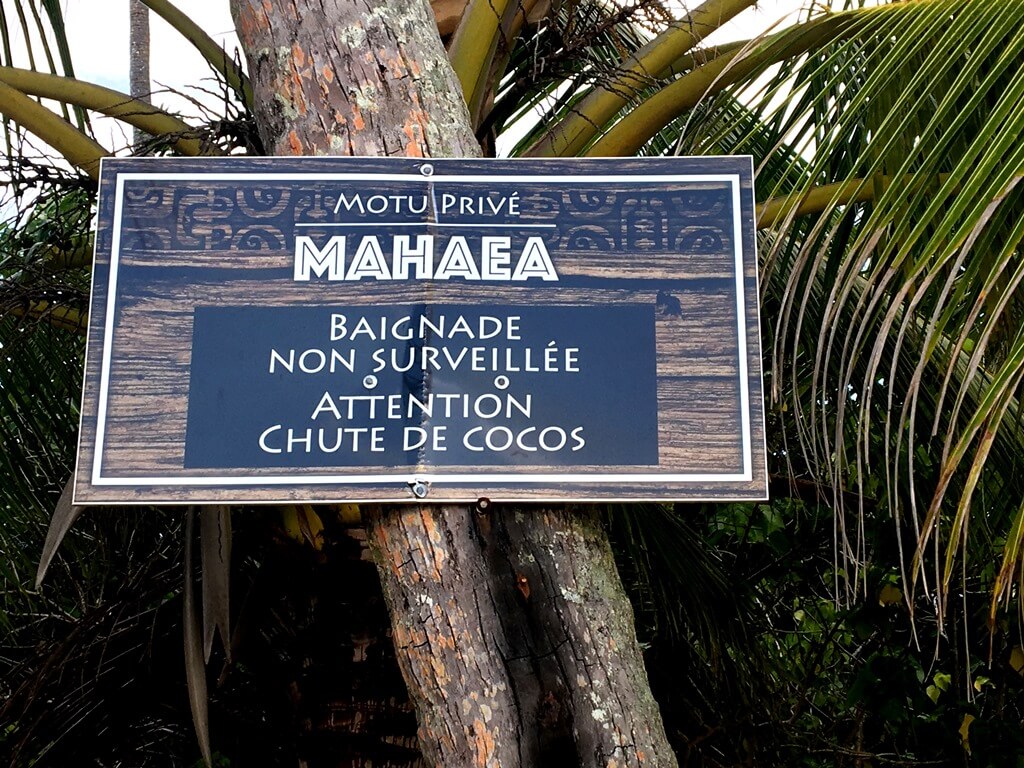 MOTU PRIVÉ
MAHAEA
BAIGNADE
NON SURVEILLÉE
ATTENTION
CHUTE DE COCOS